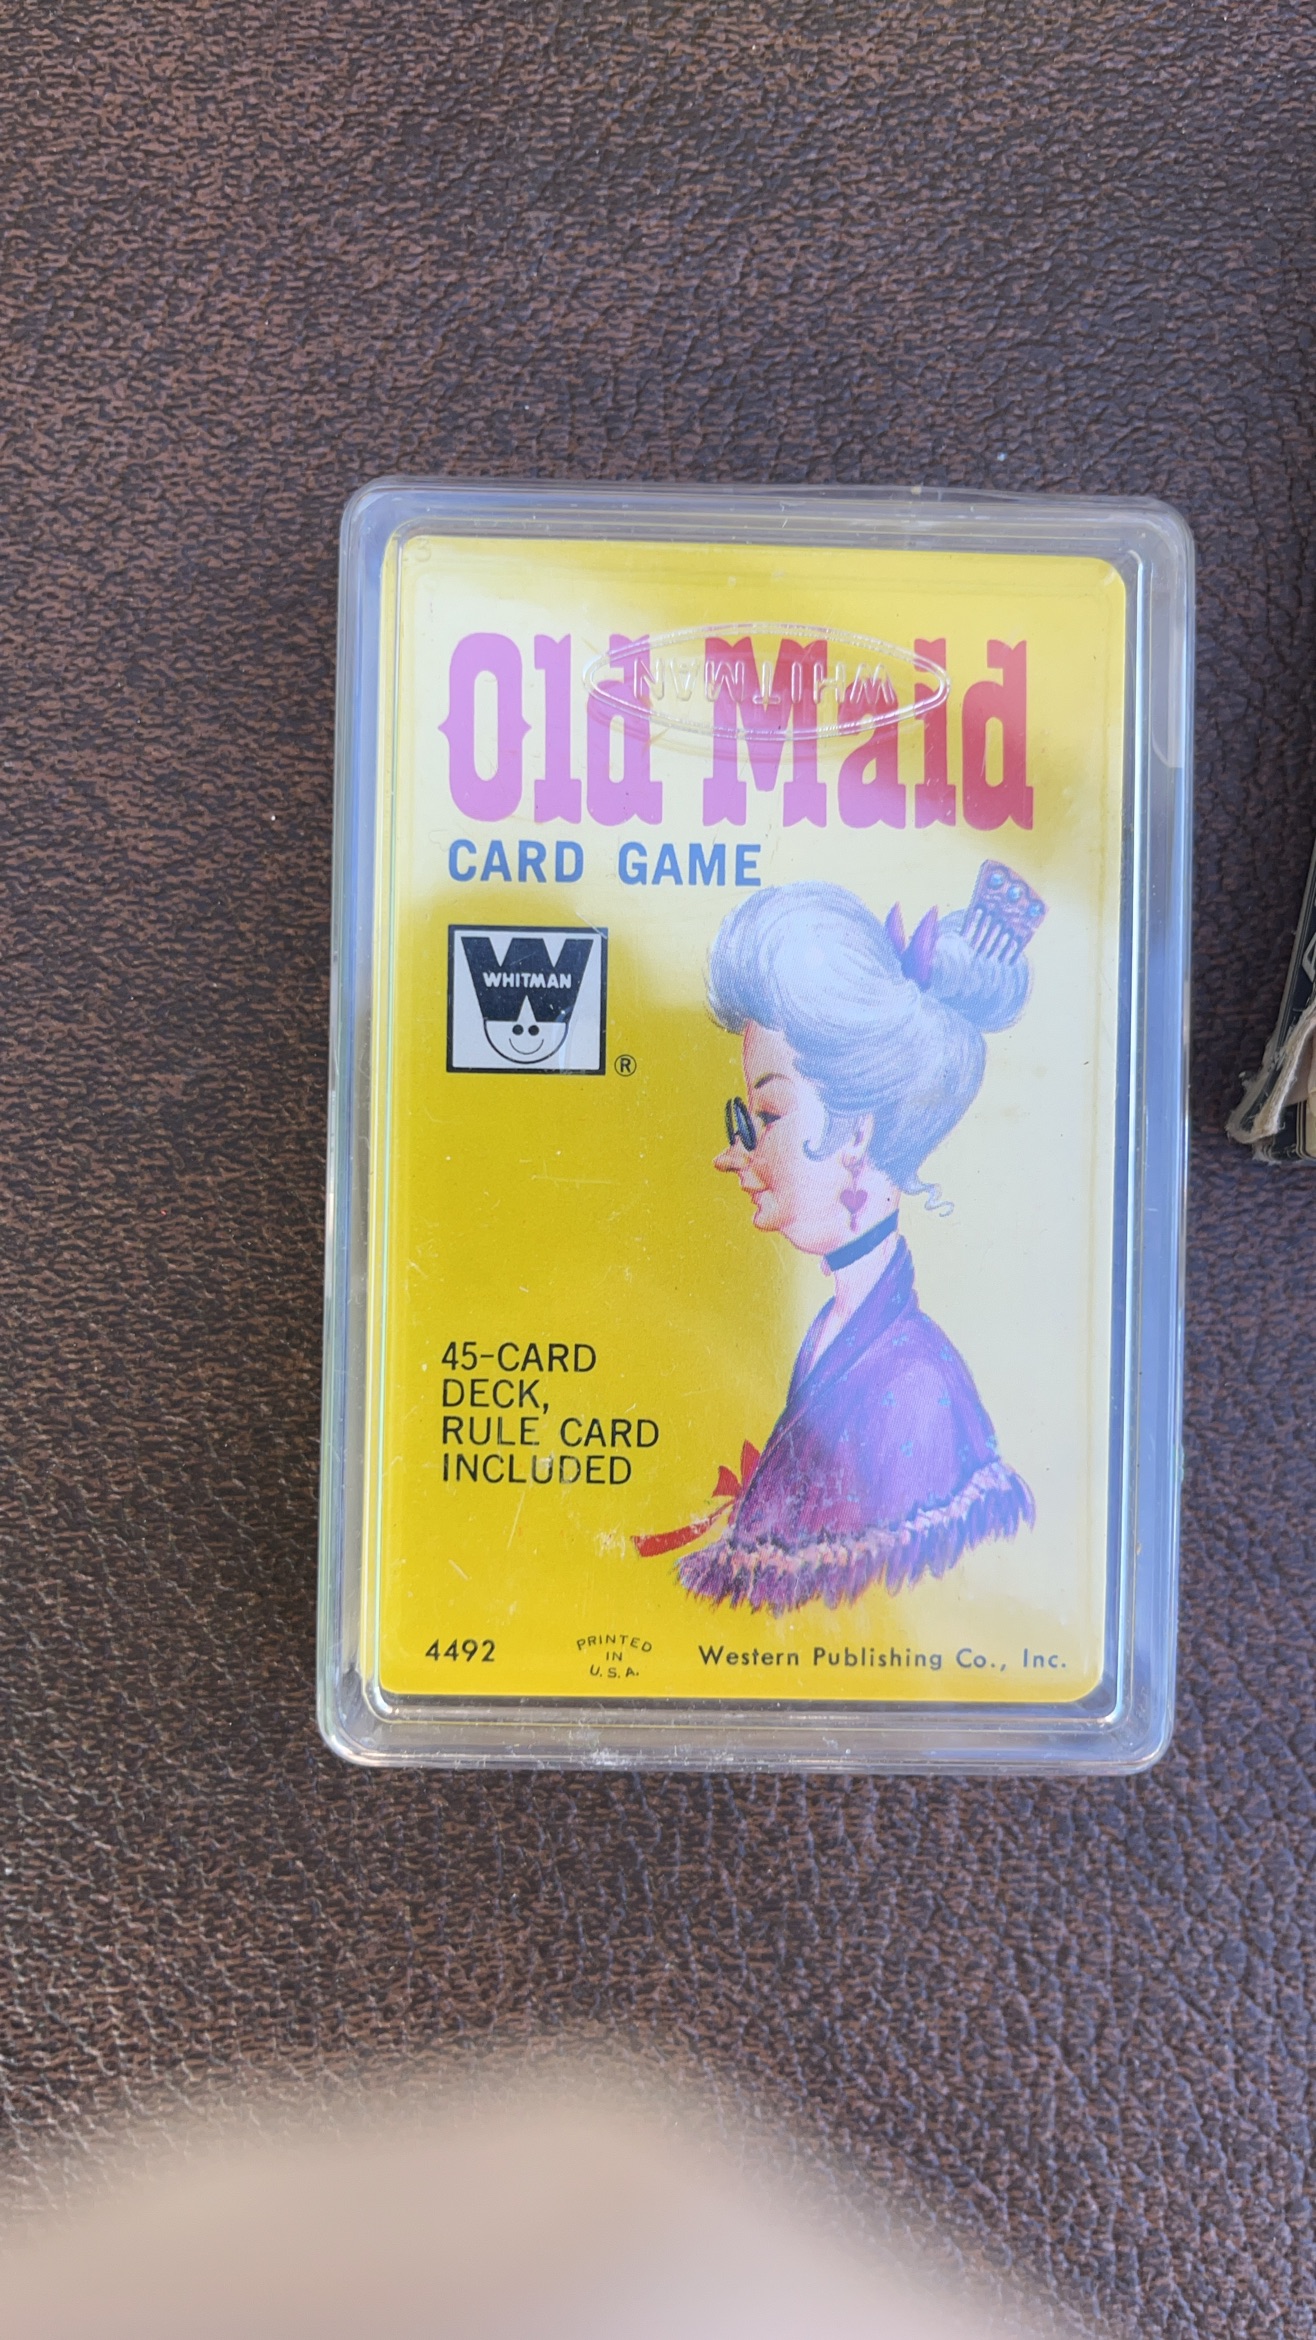 Old Maid
WHITMAN
CARD GAME
WHITMAN
®
45-CARD
DECK,
RULE CARD
INCLUDED
4492
PRINTED
IN
U.S.A.
Western Publishing Co., Inc.
3